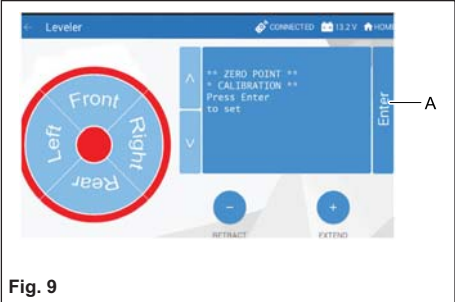 ← Leveler CONNECTED 13.2 V HOME
Front
Left
Right
Rear
** ZERO POINT **
* CALIBRATION **
Press Enter
to set
Enter
A
RETRACT
EXTEND
Fig. 9